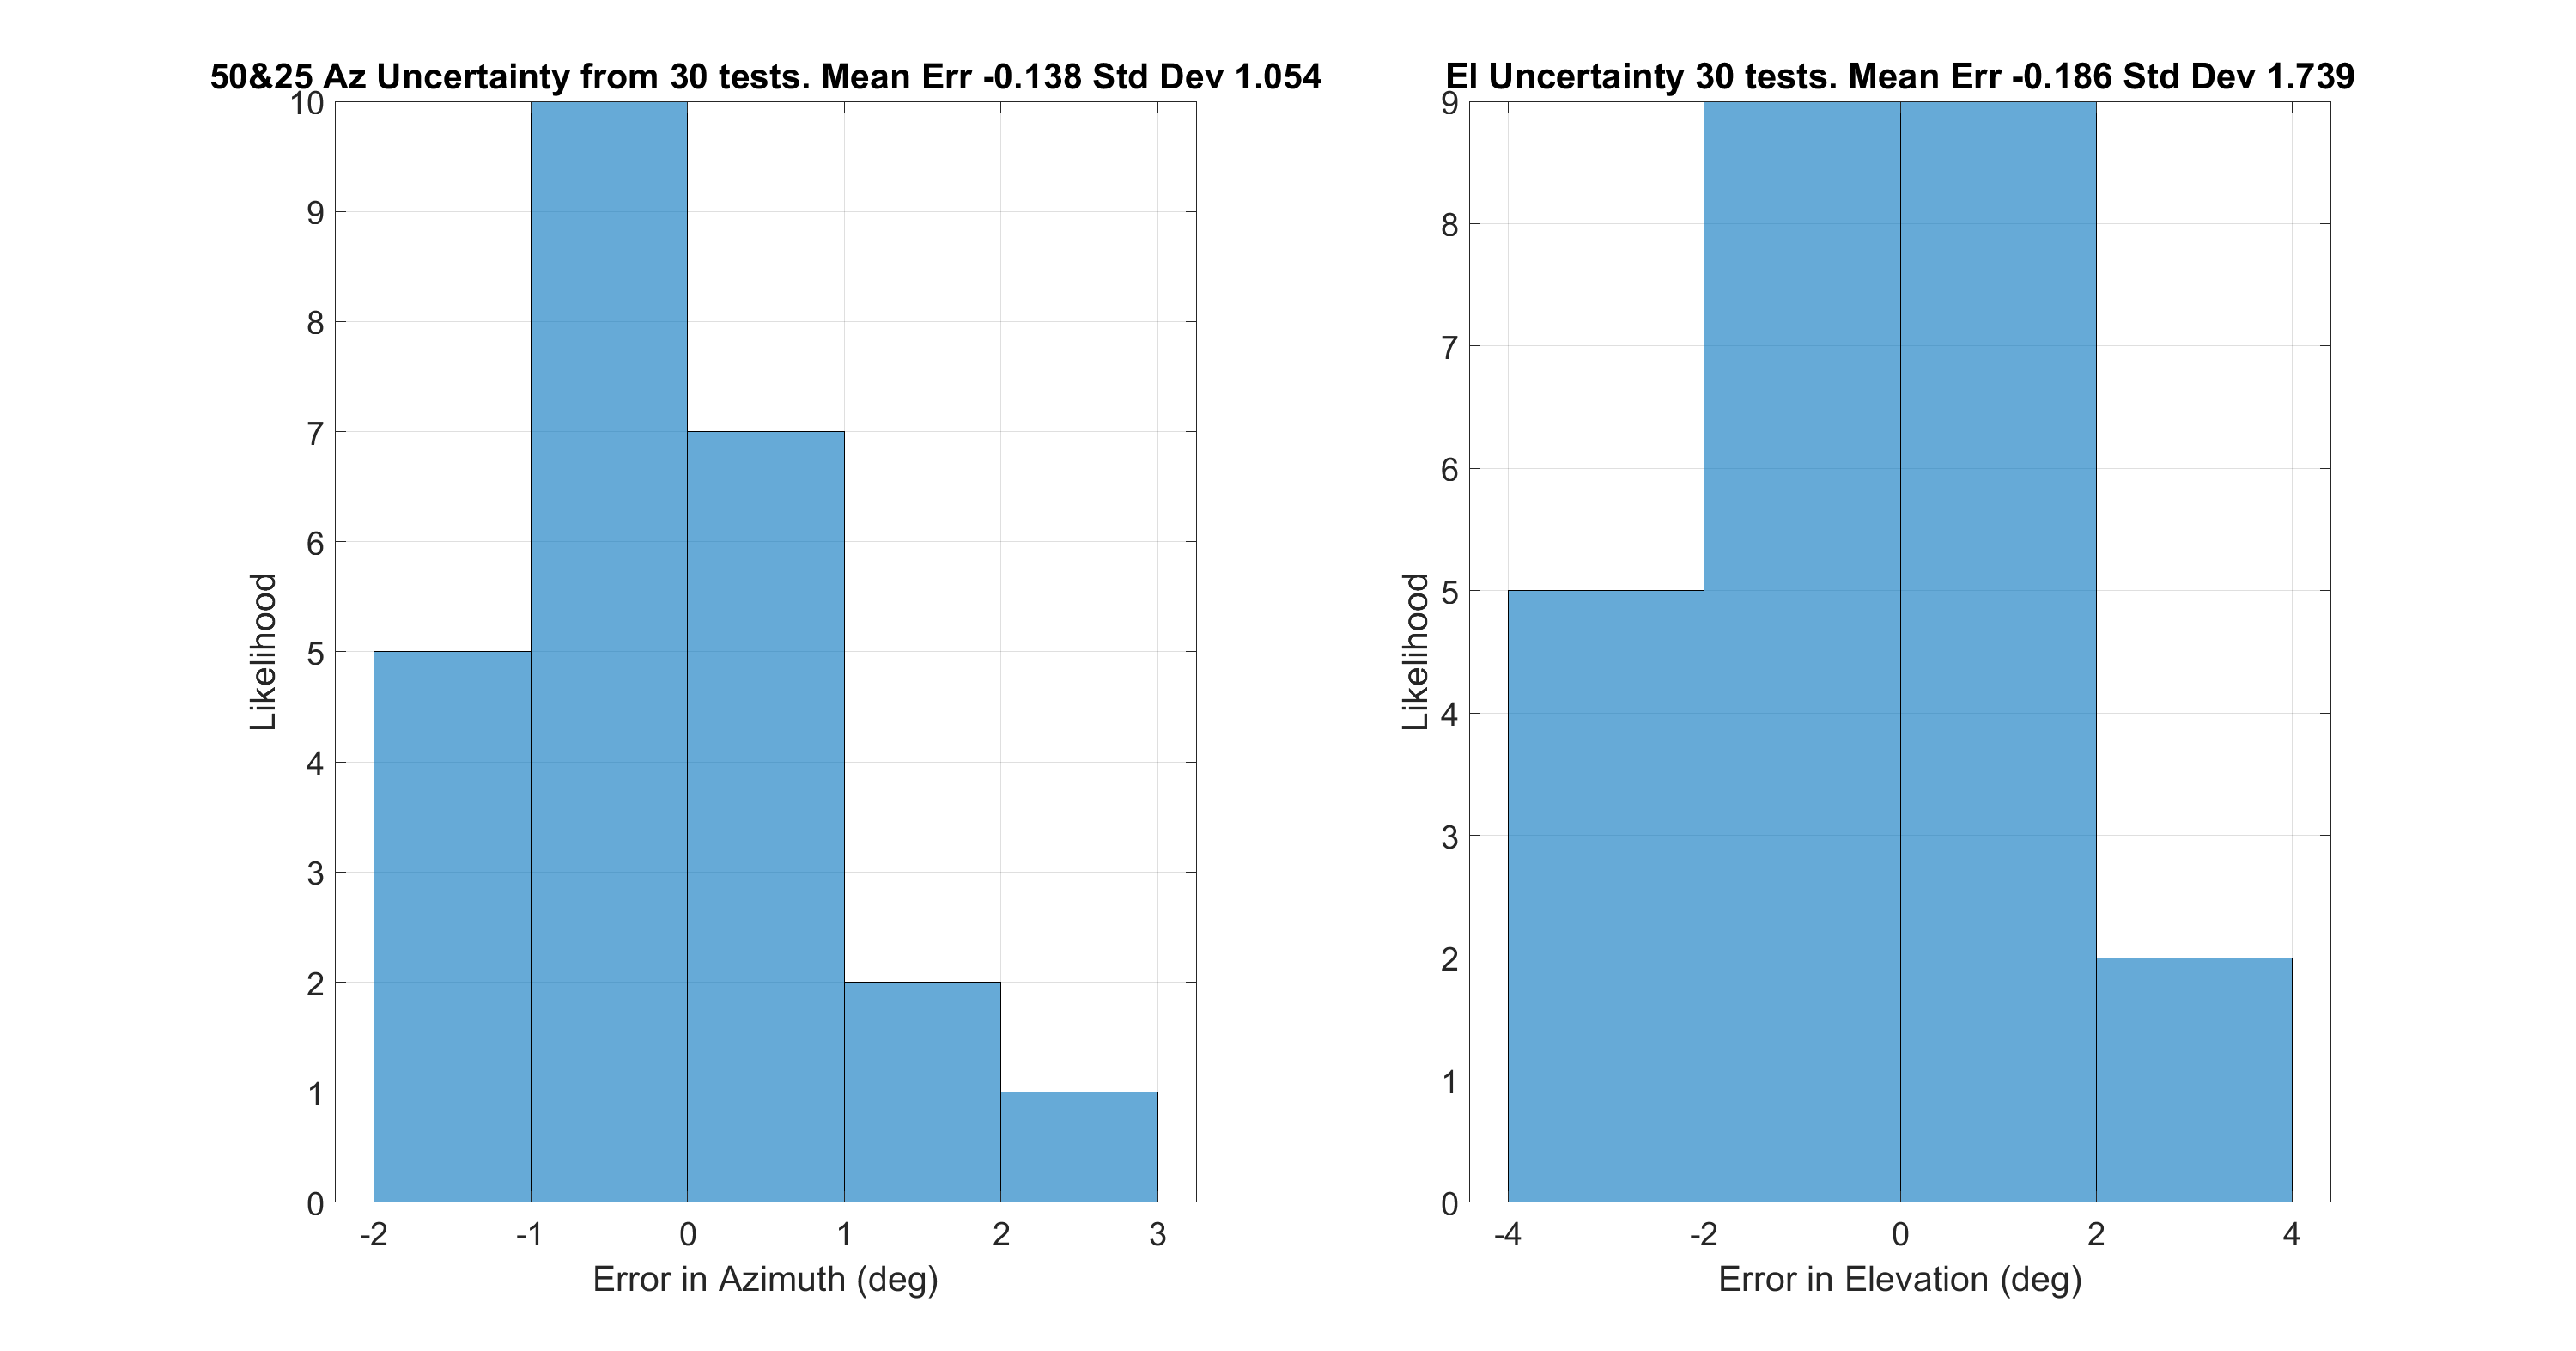 50&25 Az Uncertainty from 30 tests. Mean Err -0.138 Std Dev 1.054
10
9
8
7
6
5
4
3
2
1
0
Likelihood
-2 -1 0 1 2 3
Error in Azimuth (deg)
El Uncertainty 30 tests. Mean Err -0.186 Std Dev 1.739
9
8
7
6
5
4
3
2
1
0
Likelihood
-4 -2 0 2 4
Error in Elevation (deg)